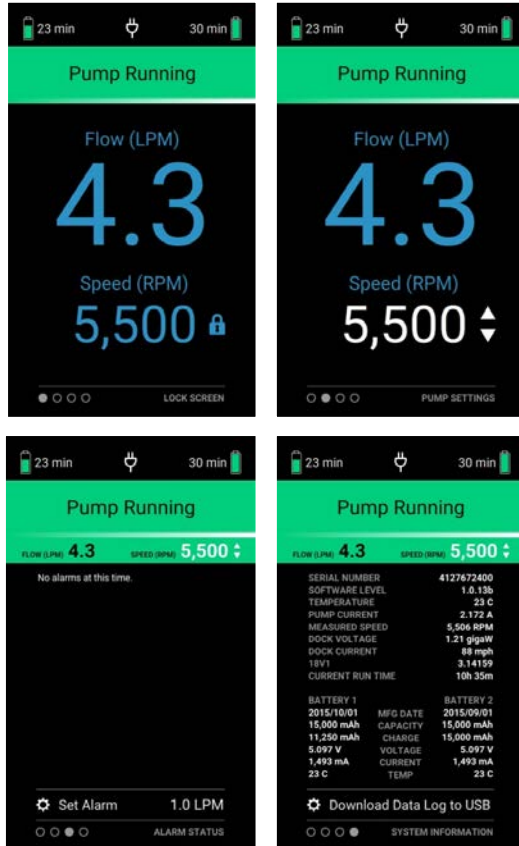 23 min 30 min
Pump Running
Flow (LPM)
4.3
Speed (RPM)
5,500
LOCK SCREEN
23 min 30 min
Pump Running
Flow (LPM)
4.3
Speed (RPM)
5,500
PUMP SETTINGS
23 min 30 min
Pump Running
FLOW (LPM) 4.3 SPEED (RPM) 5,500
No alarms at this time.
Set Alarm 1.0 LPM
ALARM STATUS
23 min 30 min
Pump Running
FLOW (LPM) 4.3 SPEED (RPM) 5,500
SERIAL NUMBER 4127672400
SOFTWARE LEVEL 1.0.13b
TEMPERATURE 23 C
PUMP CURRENT 2.172 A
MEASURED SPEED 5,506 RPM
DOCK VOLTAGE 1.21 gigaW
DOCK CURRENT 88 mph
18V1 3.14159
CURRENT RUN TIME 10h 35m
BATTERY 1 BATTERY 2
2015/10/01 MFG DATE 2015/09/01
15,000 mAh CAPACITY 15,000 mAh
11,250 mAh CHARGE 15,000 mAh
5.097 V VOLTAGE 5.097 V
1,493 mA CURRENT 1,493 mA
23 C TEMP 23 C
Download Data Log to USB
SYSTEM INFORMATION